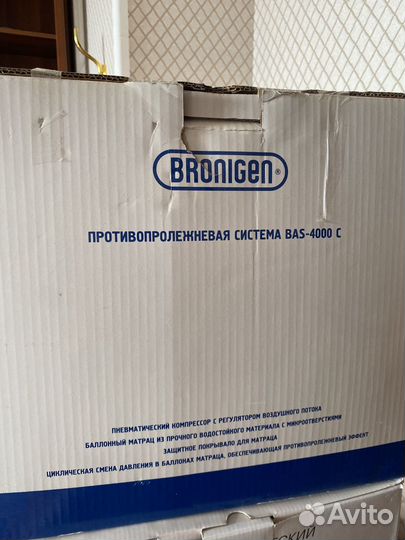 BRONIGEN®
ПРОТИВОПРОЛЕЖНЕВАЯ СИСТЕМА BAS-4000 C
ПНЕВМАТИЧЕСКИЙ КОМПРЕССОР С РЕГУЛЯТОРОМ ВОЗДУШНОГО ПОТОКА
БАЛЛОННЫЙ МАТРАЦ ИЗ ПРОЧНОГО ВОДОСТОЙНОГО МАТЕРИАЛА С МИКРООТВЕРСТИЯМИ
ЗАЩИТНОЕ ПОКРЫВАЛО ДЛЯ МАТРАЦА
ЦИКЛИЧЕСКАЯ СМЕНА ДАВЛЕНИЯ В БАЛЛОНАХ МАТРАЦА, ОБЕСПЕЧИВАЮЩАЯ ПРОТИВОПРОЛЕЖНЕВЫЙ ЭФФЕКТ
Avito